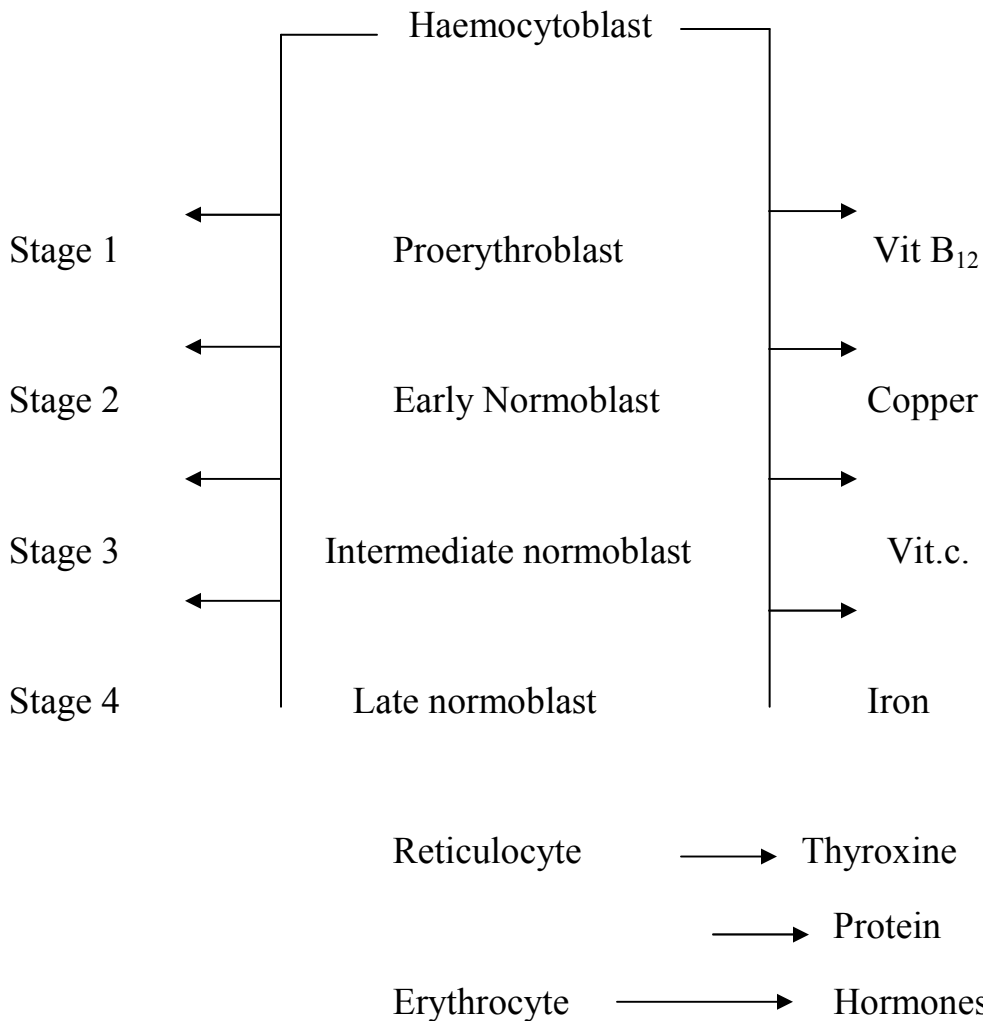 Haemocytoblast
Stage 1 Proerythroblast Vit B₁₂
Stage 2 Early Normoblast Copper
Stage 3 Intermediate normoblast Vit.c.
Stage 4 Late normoblast Iron
Reticulocyte Thyroxine
Protein
Erythrocyte Hormones